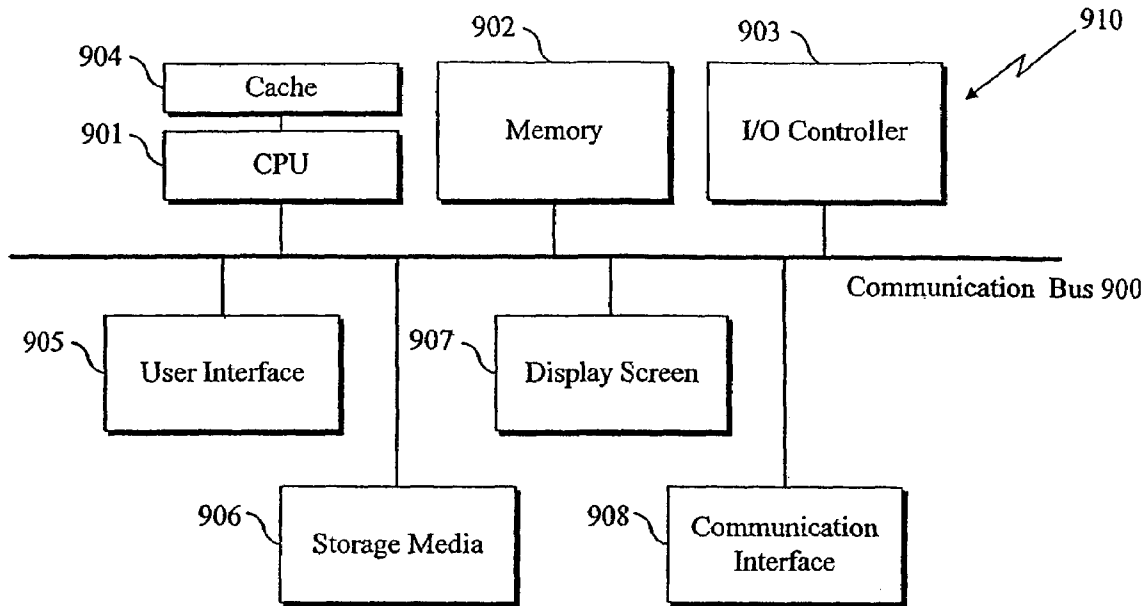 904
Cache
901
CPU
902
Memory
903
I/O Controller
910
Communication Bus 900
905
User Interface
907
Display Screen
906
Storage Media
908
Communication
Interface